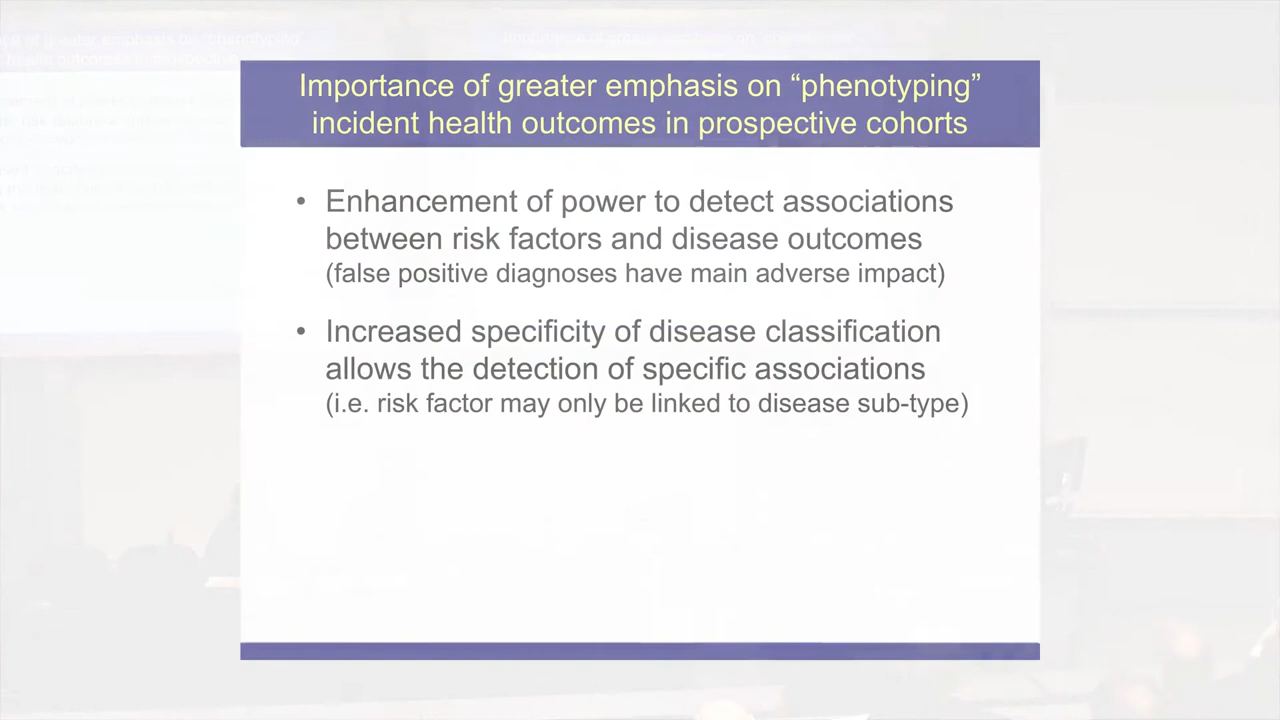 Importance of greater emphasis on “phenotyping”
incident health outcomes in prospective cohorts
• Enhancement of power to detect associations
between risk factors and disease outcomes
(false positive diagnoses have main adverse impact)
• Increased specificity of disease classification
allows the detection of specific associations
(i.e. risk factor may only be linked to disease sub-type)